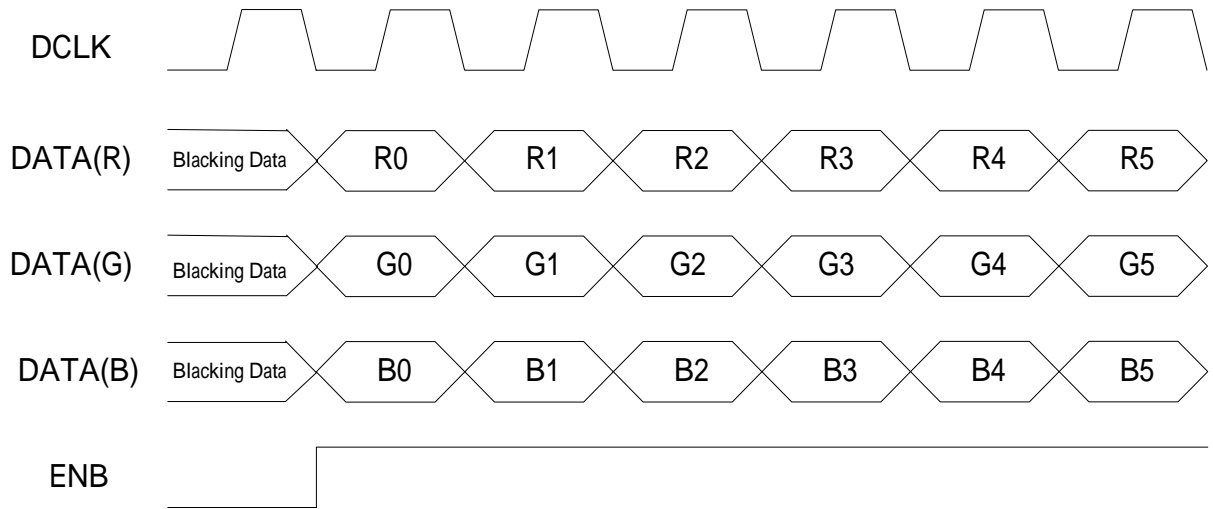 DCLK
DATA(R) Blacking Data R0 R1 R2 R3 R4 R5
DATA(G) Blacking Data G0 G1 G2 G3 G4 G5
DATA(B) Blacking Data B0 B1 B2 B3 B4 B5
ENB